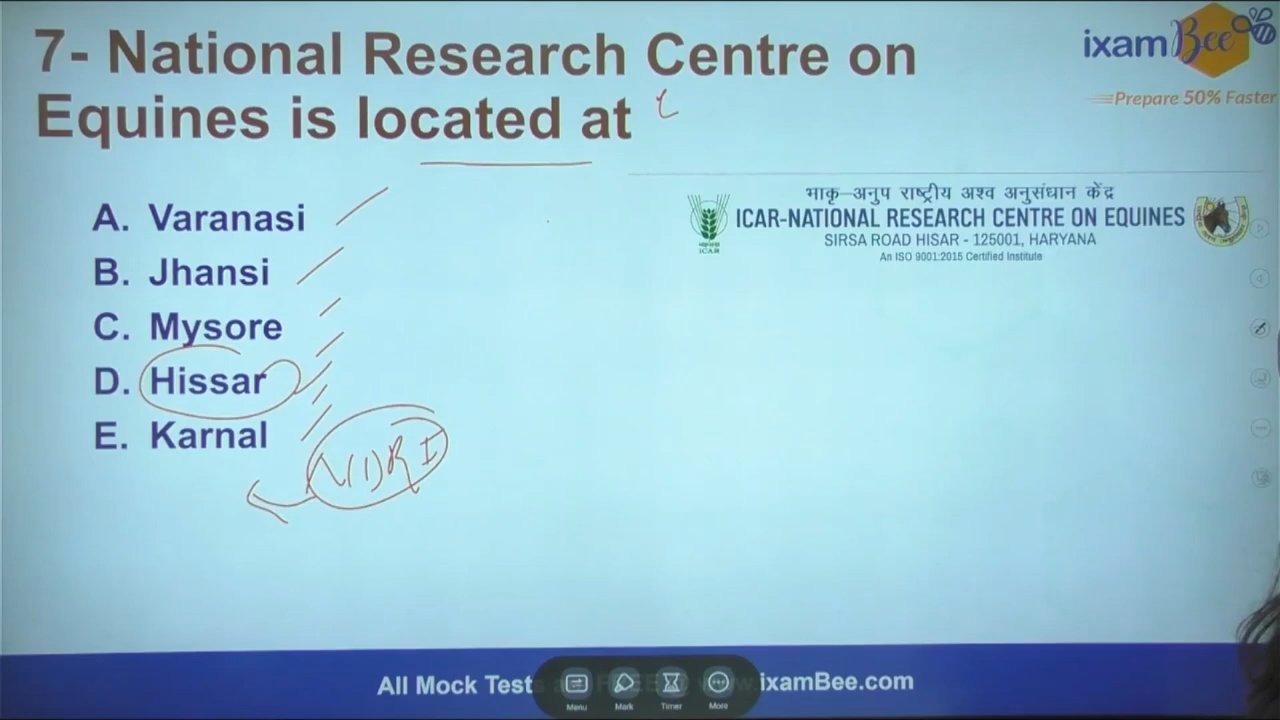 7- National Research Centre on
Equines is located at
ixamBee
Prepare 50% Faster
A. Varanasi
B. Jhansi
C. Mysore
D. Hissar
E. Karnal
भाकृ–अनुप राष्ट्रीय अश्व अनुसंधान केंद्र
ICAR-NATIONAL RESEARCH CENTRE ON EQUINES
SIRSA ROAD HISAR - 125001, HARYANA
An ISO 9001:2015 Certified Institute
ICAR
All Mock Tests
www.ixamBee.com
Menu
Mark
Timer
More